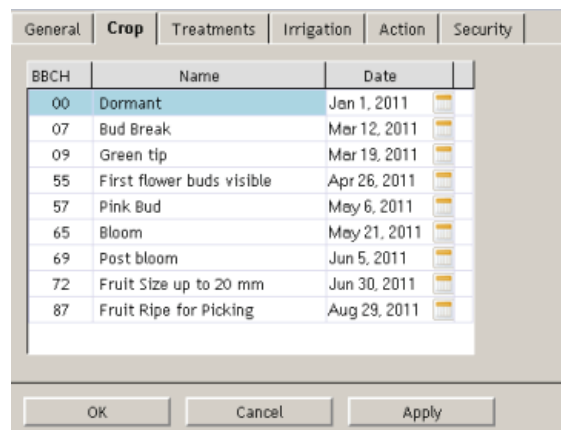 General Crop Treatments Irrigation Action Security
BBCH Name Date
00 Dormant Jan 1, 2011
07 Bud Break Mar 12, 2011
09 Green tip Mar 19, 2011
55 First flower buds visible Apr 26, 2011
57 Pink Bud May 6, 2011
65 Bloom May 21, 2011
69 Post bloom Jun 5, 2011
72 Fruit Size up to 20 mm Jun 30, 2011
87 Fruit Ripe for Picking Aug 29, 2011
OK Cancel Apply